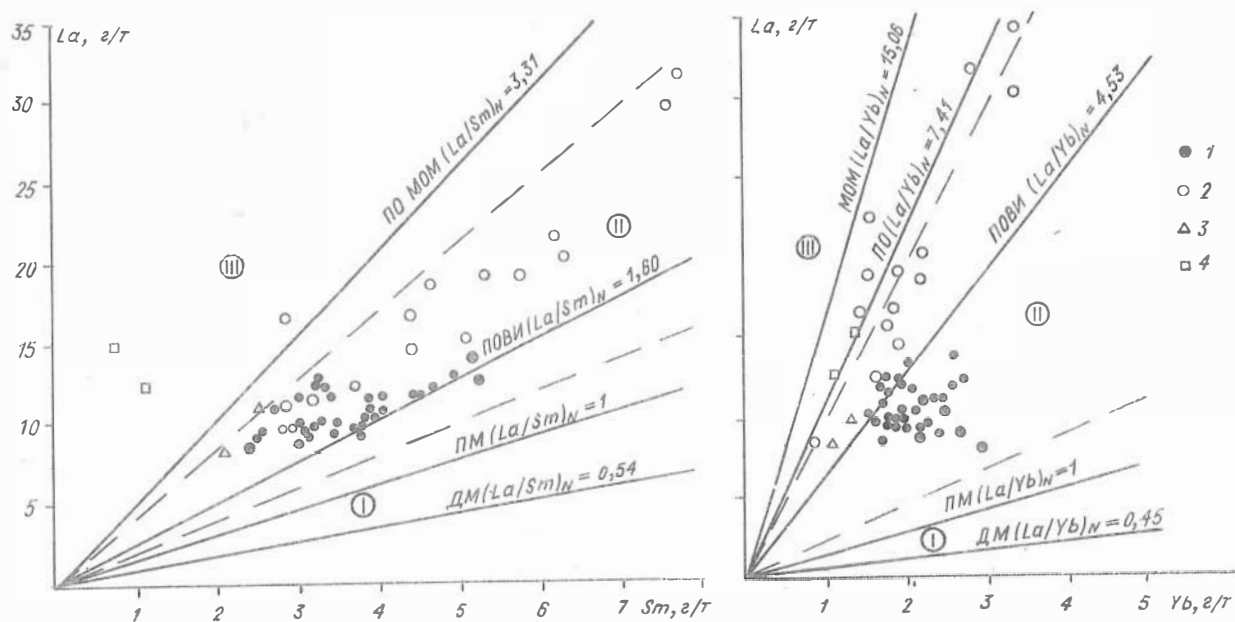 La, г/т
35
30
25
20
15
10
5
1
2
3
4
5
6
7
Sm, г/т
ПО МОМ (La/Sm)N = 3,31
ПОВИ (La/Sm)N = 1,60
ПМ (La/Sm)N = 1
ДМ (La/Sm)N = 0,54
III
II
I
La, г/т
1
2
3
4
5
Yb, г/т
МОМ (La/Yb)N = 15,06
ПО (La/Yb)N = 7,41
ПОВИ (La/Yb)N = 4,53
ПМ (La/Yb)N = 1
ДМ (La/Yb)N = 0,45
III
II
I
1
2
3
4